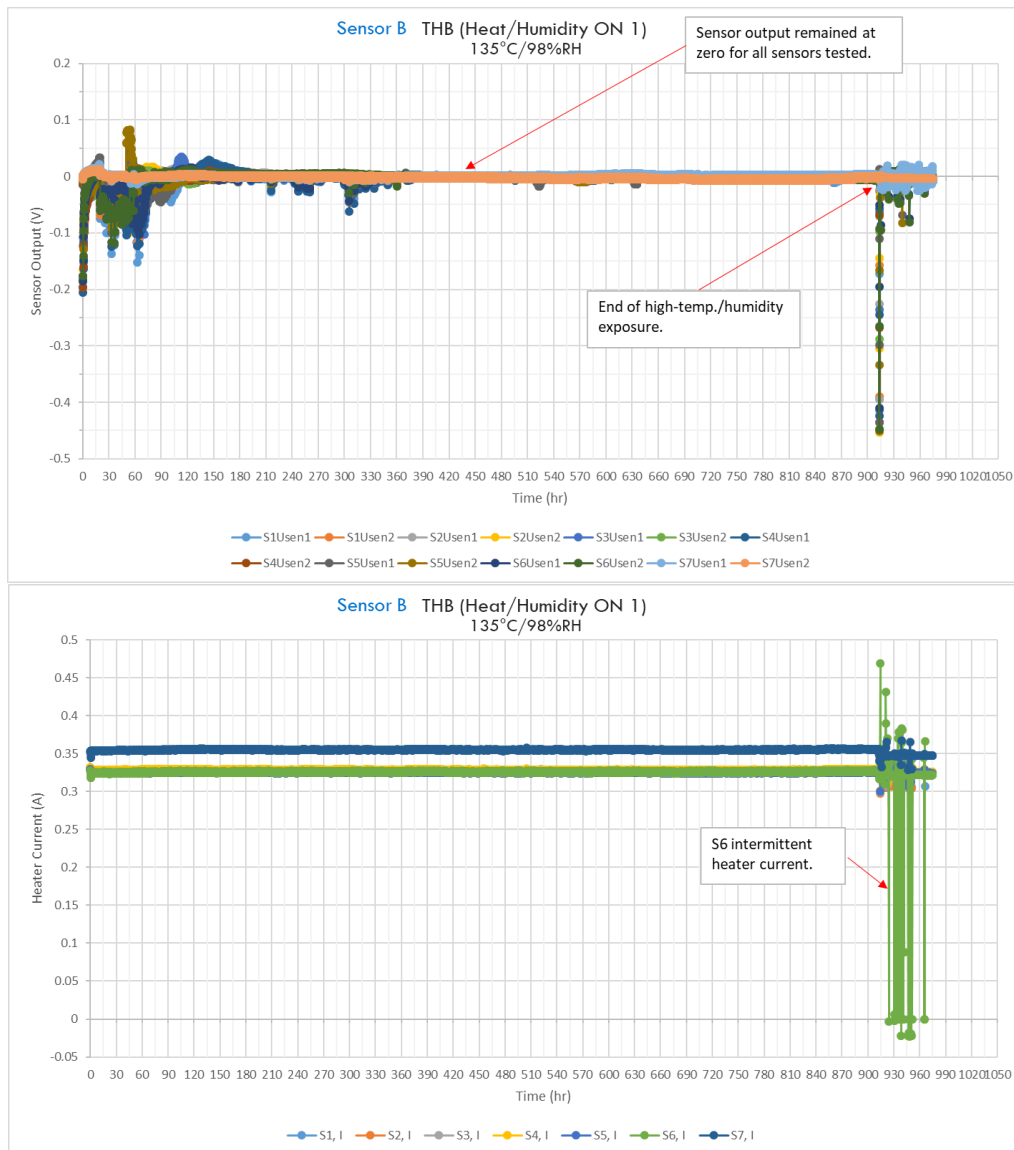 Sensor B THB (Heat/Humidity ON 1)
135°C/98%RH
Sensor output remained at
zero for all sensors tested.
0.2
0.1
0
-0.1
-0.2
-0.3
-0.4
-0.5
Sensor Output (V)
End of high-temp./humidity
exposure.
0 30 60 90 120 150 180 210 240 270 300 330 360 390 420 450 480 510 540 570 600 630 660 690 720 750 780 810 840 870 900 930 960 990 1020 1050
Time (hr)
S1Usen1 S1Usen2 S2Usen1 S2Usen2 S3Usen1 S3Usen2 S4Usen1
S4Usen2 S5Usen1 S5Usen2 S6Usen1 S6Usen2 S7Usen1 S7Usen2
Sensor B THB (Heat/Humidity ON 1)
135°C/98%RH
0.5
0.45
0.4
0.35
0.3
0.25
0.2
0.15
0.1
0.05
0
-0.05
Heater Current (A)
S6 intermittent
heater current.
0 30 60 90 120 150 180 210 240 270 300 330 360 390 420 450 480 510 540 570 600 630 660 690 720 750 780 810 840 870 900 930 960 990 1020 1050
Time (hr)
S1, I S2, I S3, I S4, I S5, I S6, I S7, I